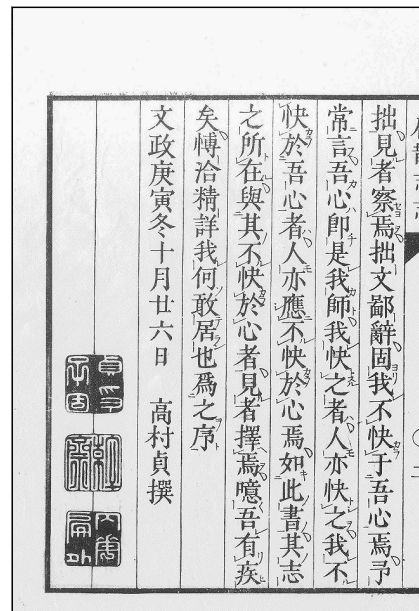 拙見者察焉拙文鄙辭固我不快于吾心焉予
常言吾心卽是我師我快之者人亦快之我不
快於吾心者人亦應不快於心焉如此書其志
之所在與其不快於心者見者擇焉噫吾有疾
矣愽洽精詳我何敢居也爲之序
文政庚寅冬十月廿六日 高村貞撰